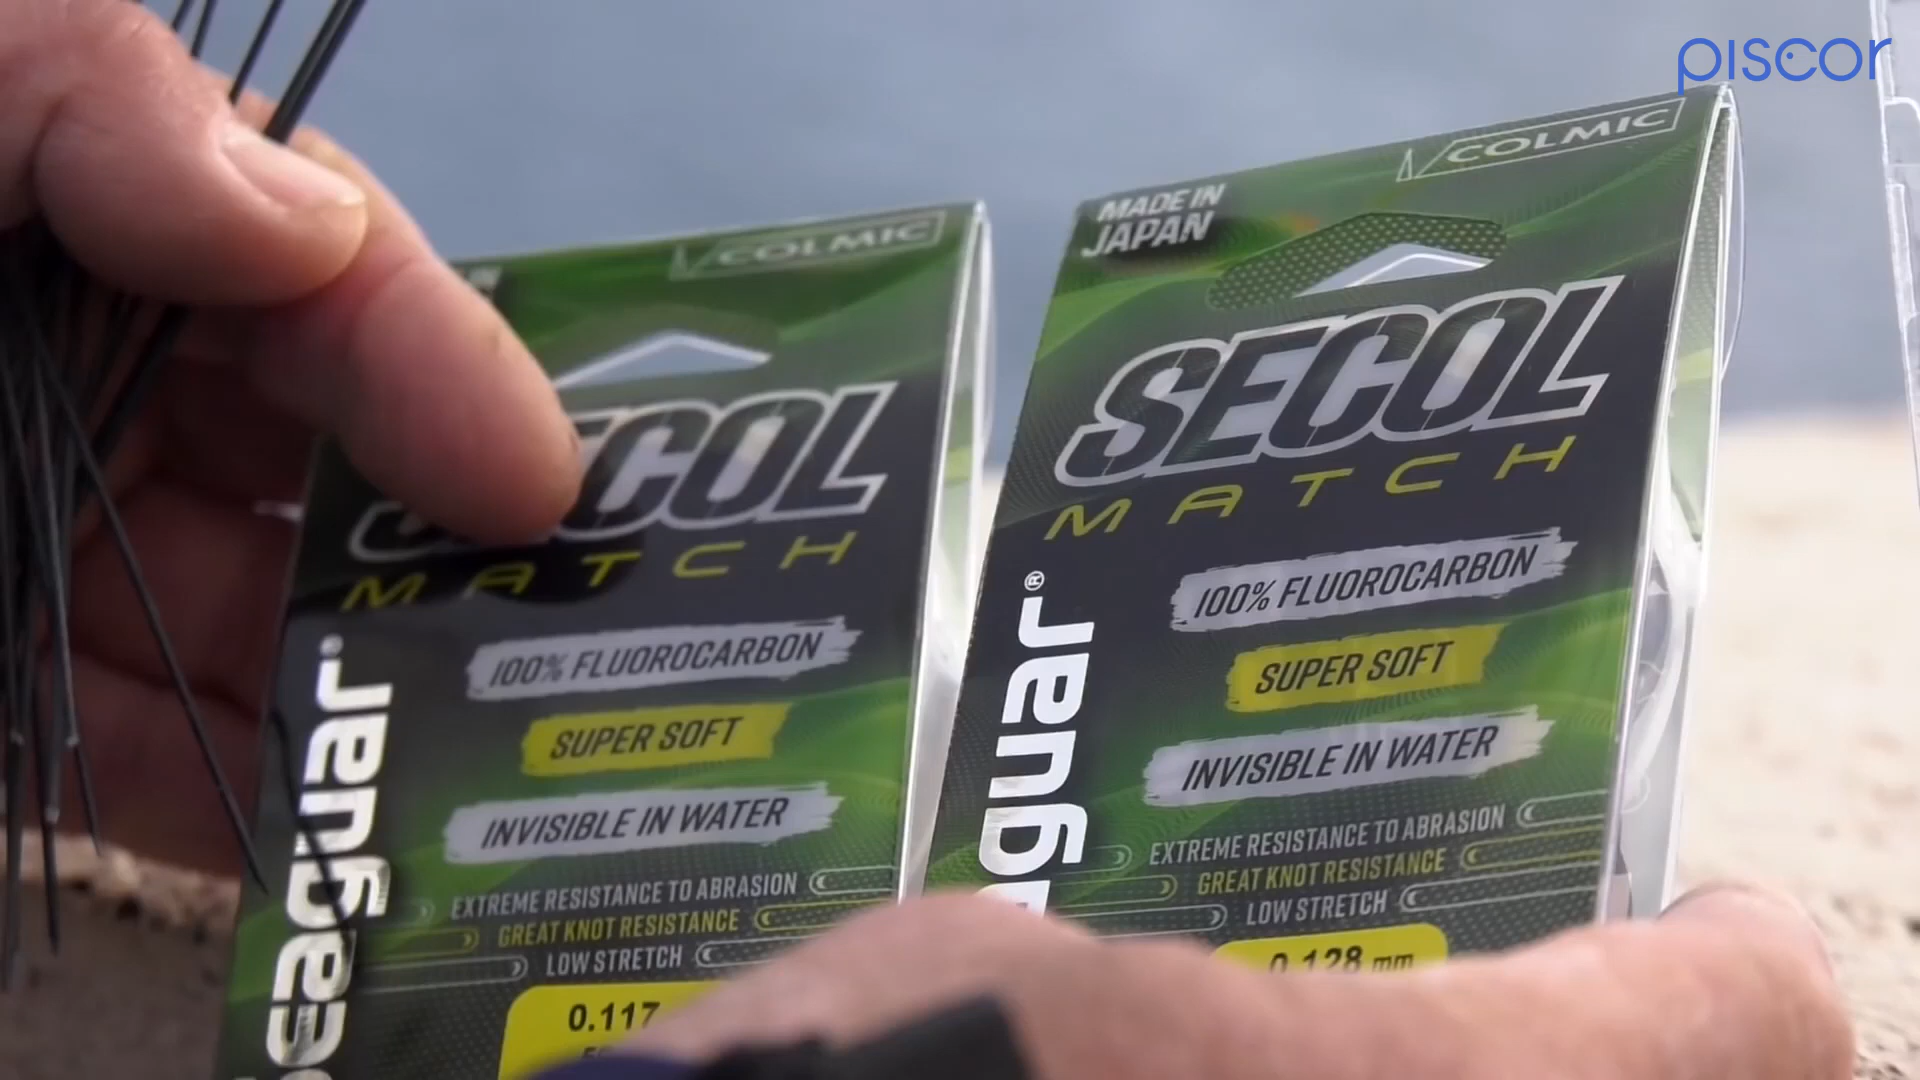 piscor
COLMIC
MATCH
100% FLUOROCARBON
SUPER SOFT
INVISIBLE IN WATER
EXTREME RESISTANCE TO ABRASION
GREAT KNOT RESISTANCE
LOW STRETCH
0.117
COLMIC
MADE IN
JAPAN
SECOL
MATCH
100% FLUOROCARBON
SUPER SOFT
INVISIBLE IN WATER
EXTREME RESISTANCE TO ABRASION
GREAT KNOT RESISTANCE
LOW STRETCH
0.128 mm